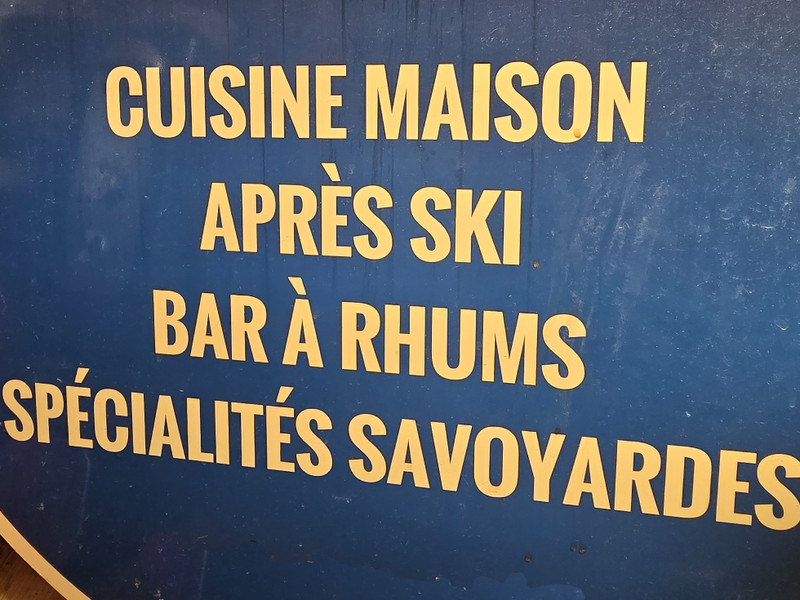 CUISINE MAISON
APRÈS SKI
BAR À RHUMS
SPÉCIALITÉS SAVOYARDES